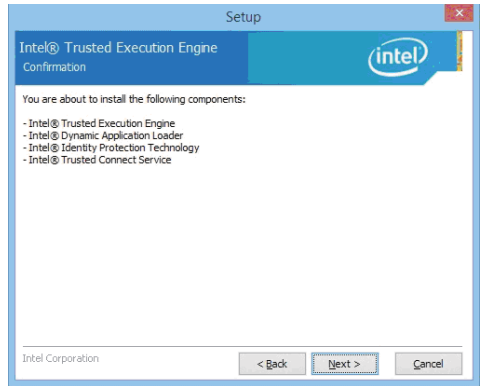 Setup
Intel® Trusted Execution Engine
Confirmation
intel
You are about to install the following components:
- Intel® Trusted Execution Engine
- Intel® Dynamic Application Loader
- Intel® Identity Protection Technology
- Intel® Trusted Connect Service
Intel Corporation
< Back
Next >
Cancel